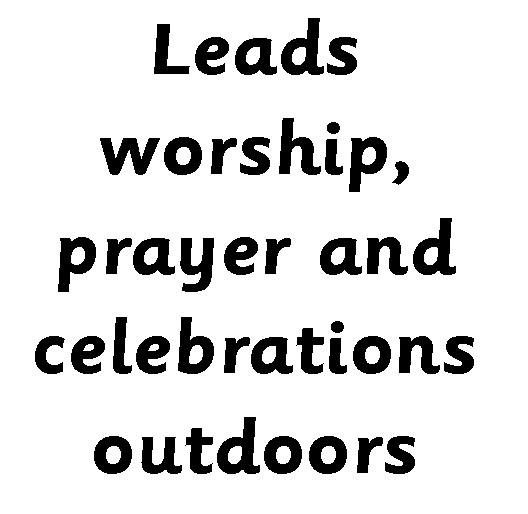 Leads
worship,
prayer and
celebrations
outdoors